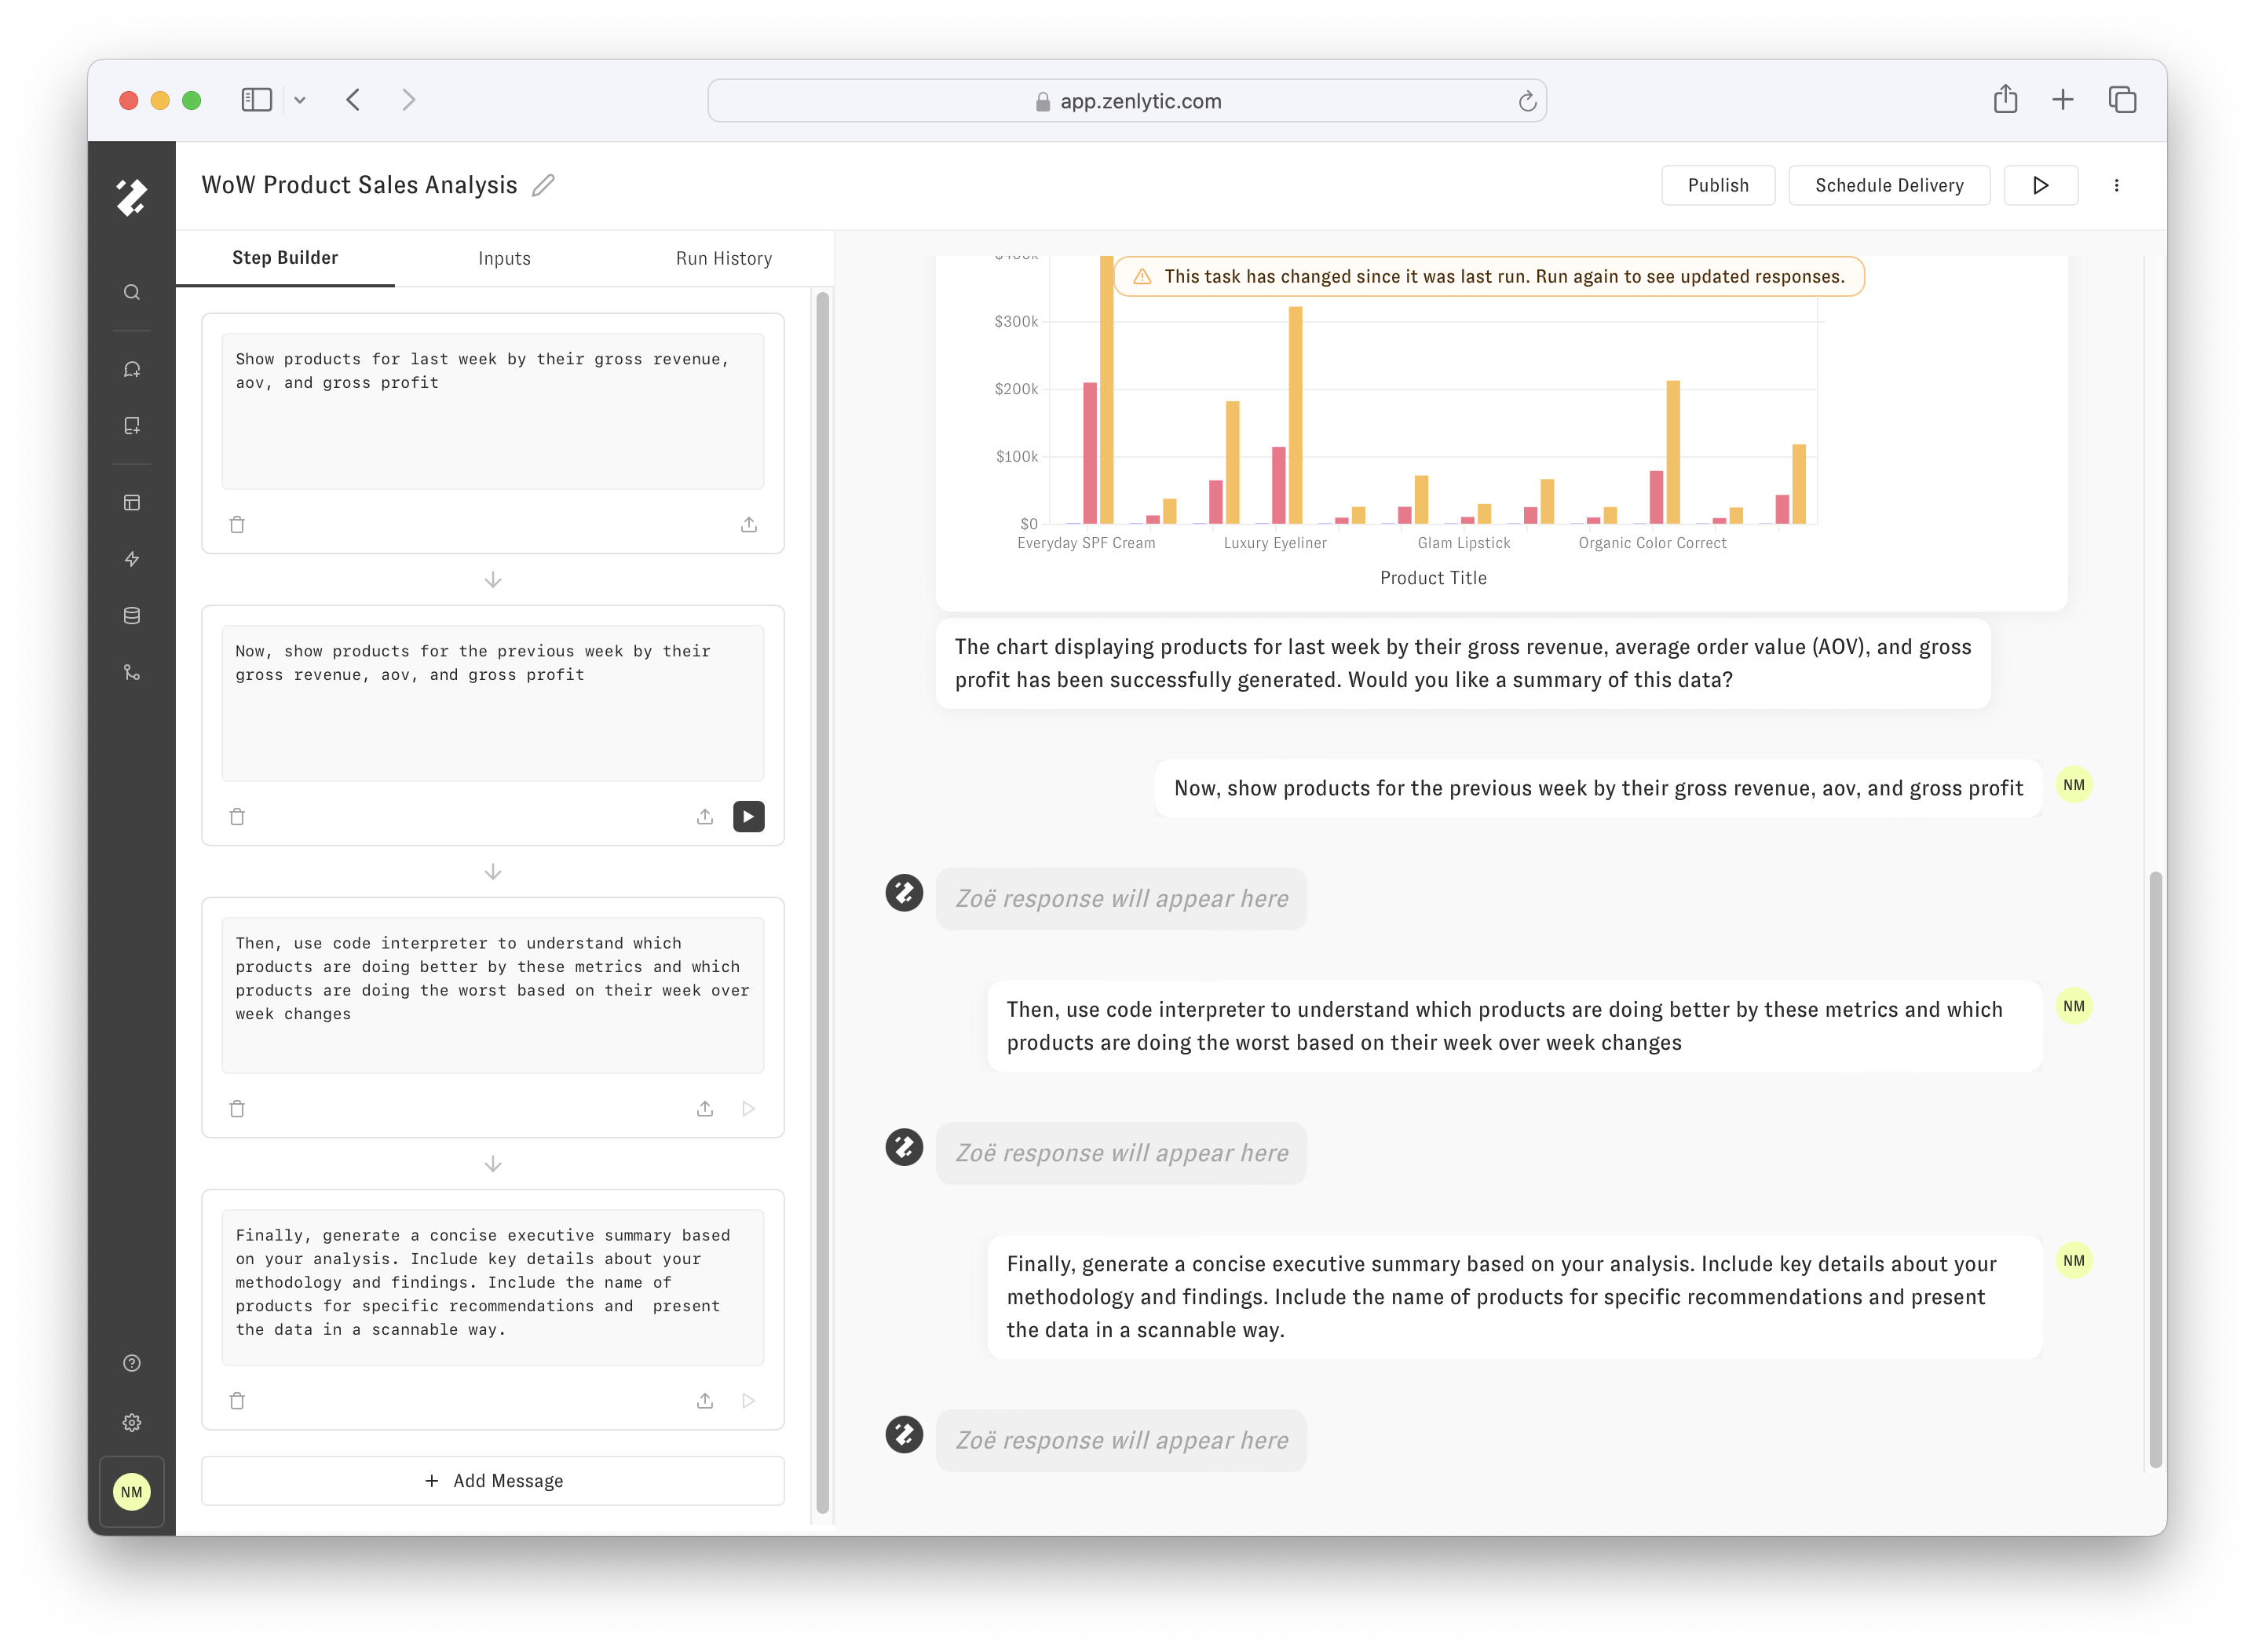 app.zenlytic.com
WoW Product Sales Analysis
Publish
Schedule Delivery
Step Builder
Inputs
Run History
Show products for last week by their gross revenue,
aov, and gross profit
Now, show products for the previous week by their
gross revenue, aov, and gross profit
Then, use code interpreter to understand which
products are doing better by these metrics and which
products are doing the worst based on their week over
week changes
Finally, generate a concise executive summary based
on your analysis. Include key details about your
methodology and findings. Include the name of
products for specific recommendations and  present
the data in a scannable way.
+ Add Message
NM
$400k
This task has changed since it was last run. Run again to see updated responses.
$300k
$200k
$100k
$0
Everyday SPF Cream
Luxury Eyeliner
Glam Lipstick
Organic Color Correct
Product Title
The chart displaying products for last week by their gross revenue, average order value (AOV), and gross
profit has been successfully generated. Would you like a summary of this data?
Now, show products for the previous week by their gross revenue, aov, and gross profit
NM
Zoë response will appear here
Then, use code interpreter to understand which products are doing better by these metrics and which
products are doing the worst based on their week over week changes
NM
Zoë response will appear here
Finally, generate a concise executive summary based on your analysis. Include key details about your
methodology and findings. Include the name of products for specific recommendations and present
the data in a scannable way.
NM
Zoë response will appear here